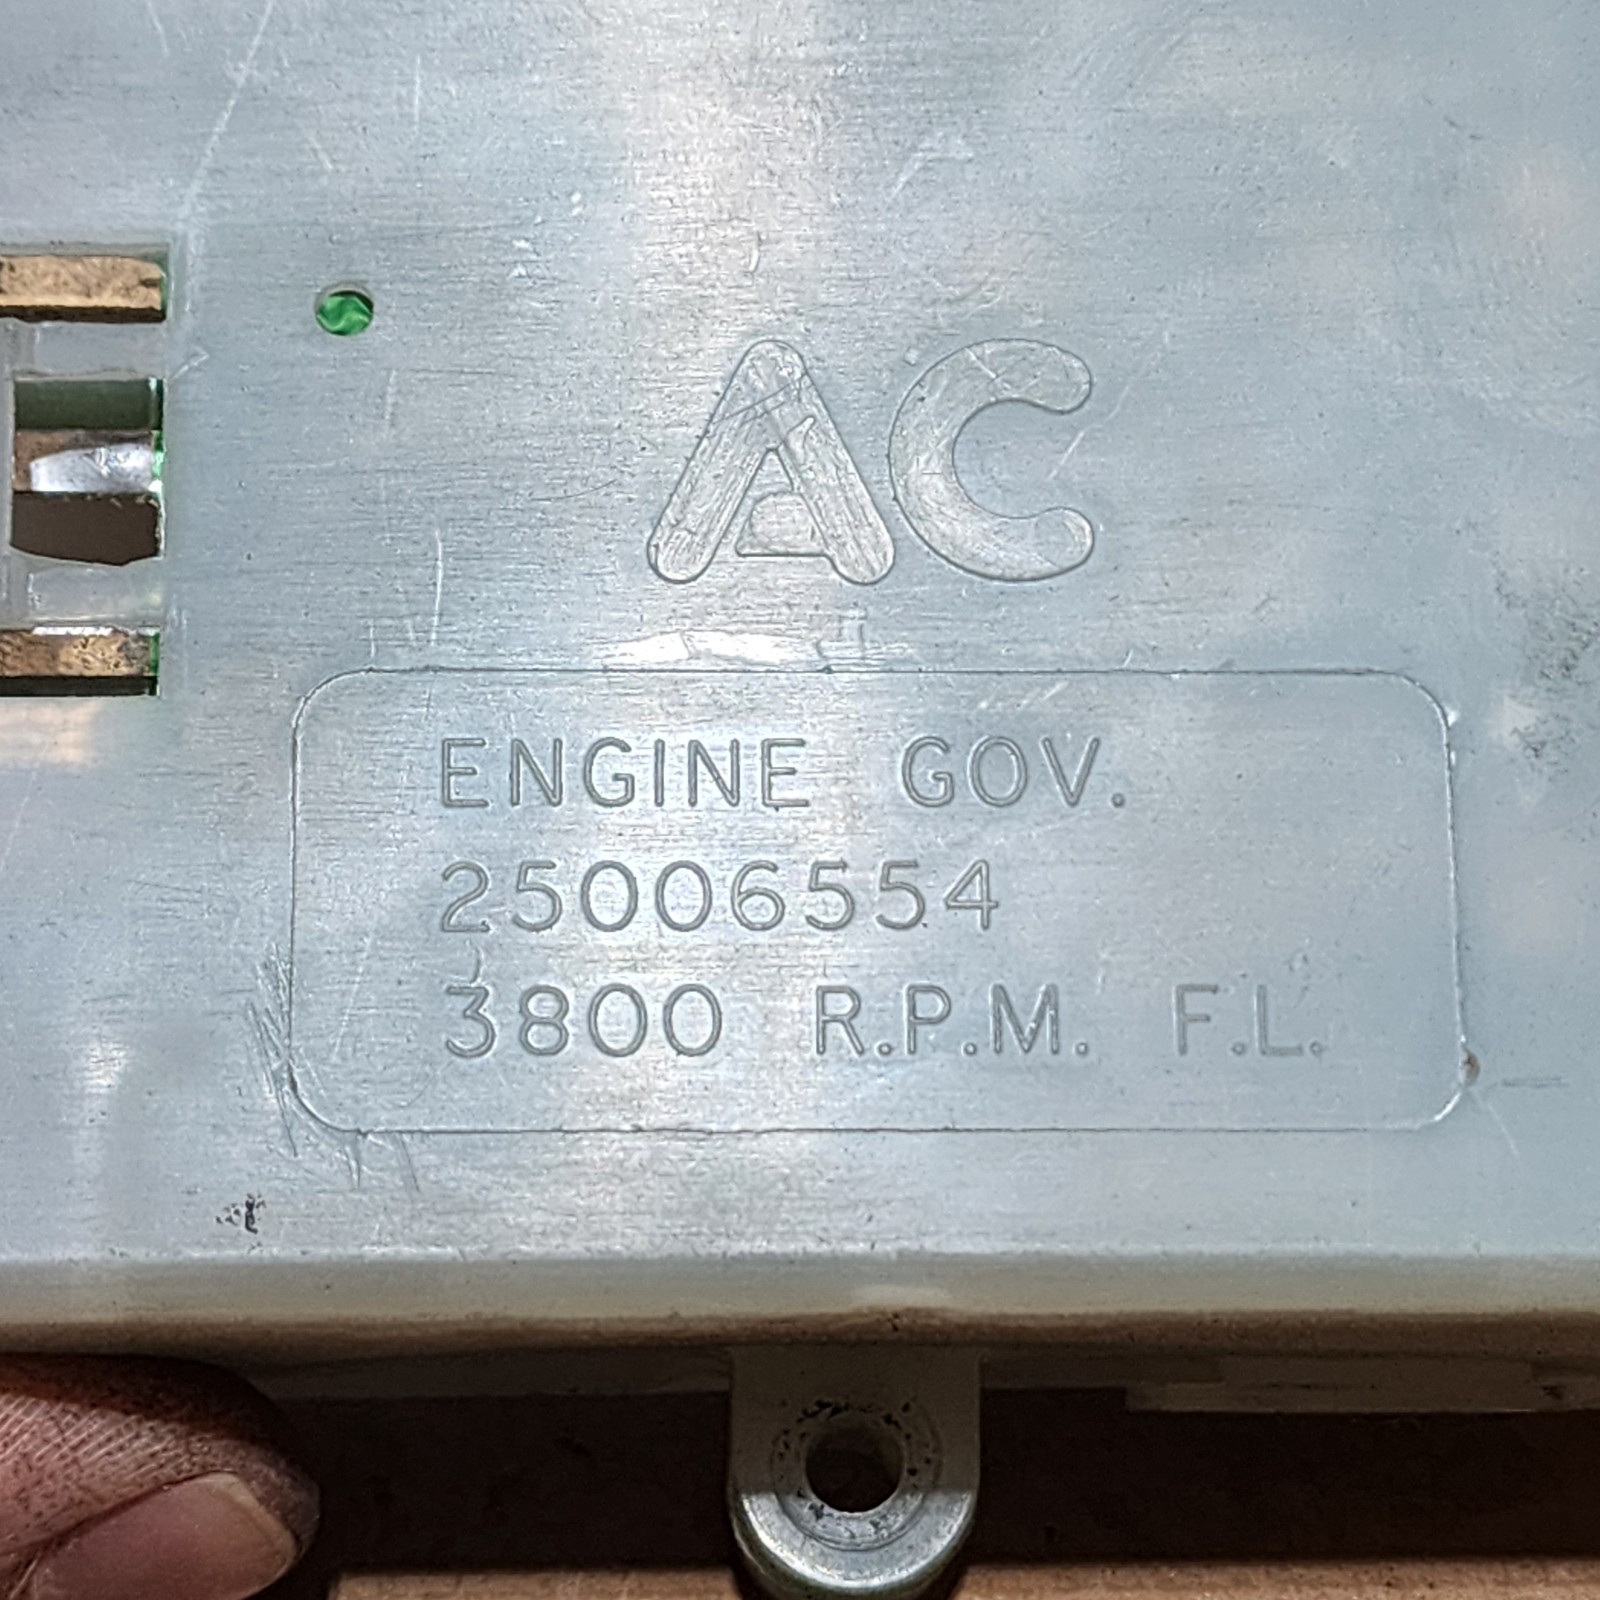 AC
ENGINE GOV.
25006554
3800 R.P.M. F.L.